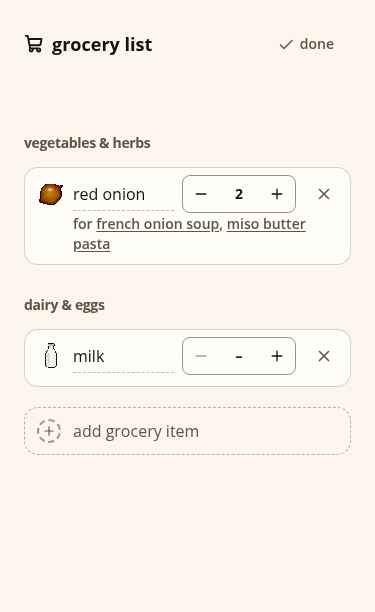 grocery list
done
vegetables & herbs
red onion
− 2 +
for french onion soup, miso butter
pasta
dairy & eggs
milk
− - +
add grocery item